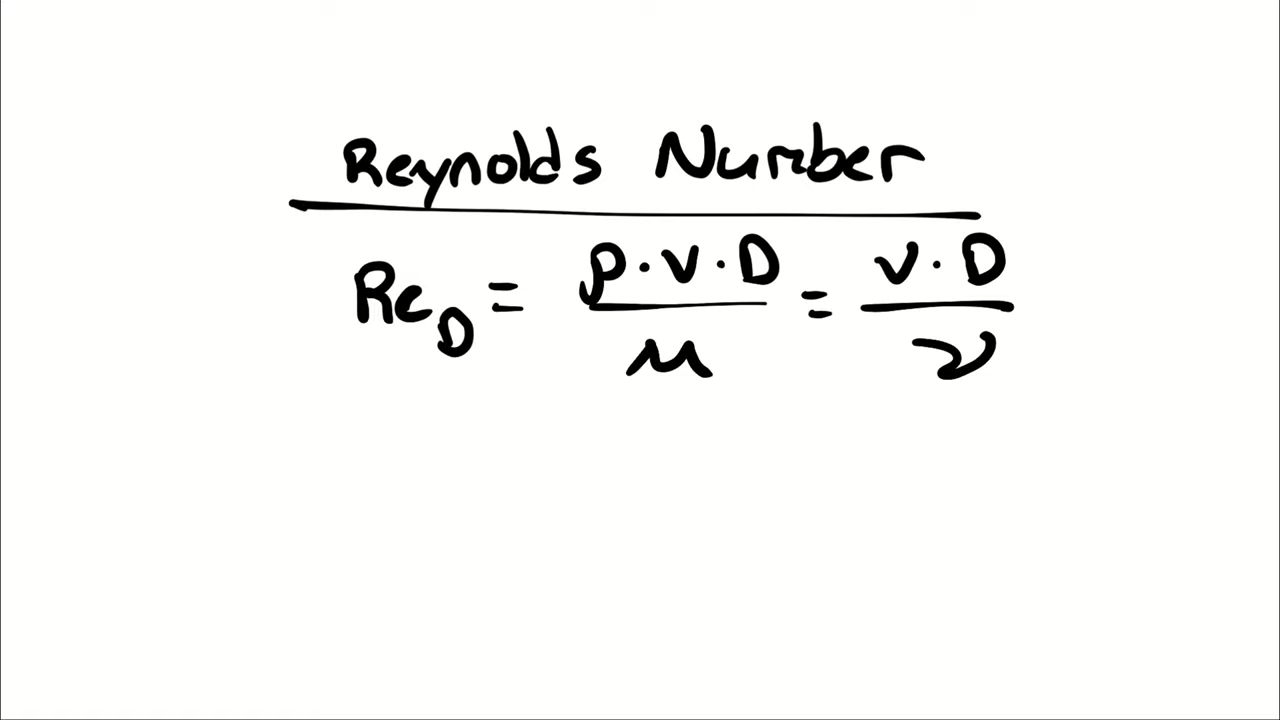 Reynolds Number
Re_D = ρ·V·D / μ = V·D / ν